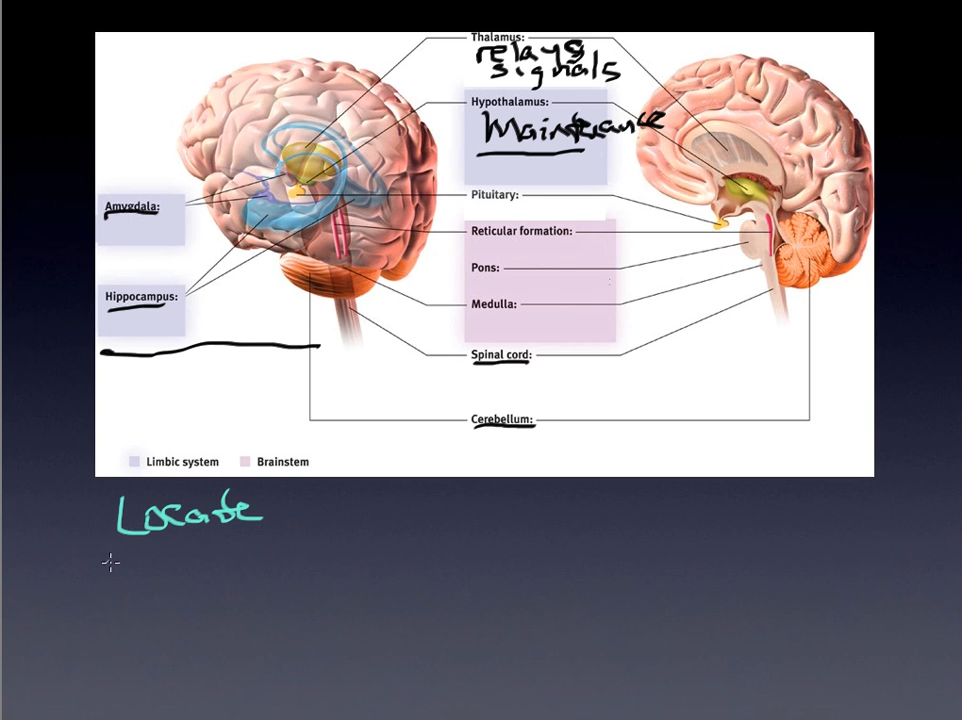 Thalamus:
relays
signals
Hypothalamus:
Maintenance
Amygdala:
Pituitary:
Reticular formation:
Pons:
Hippocampus:
Medulla:
Spinal cord:
Cerebellum:
Limbic system
Brainstem
Locate